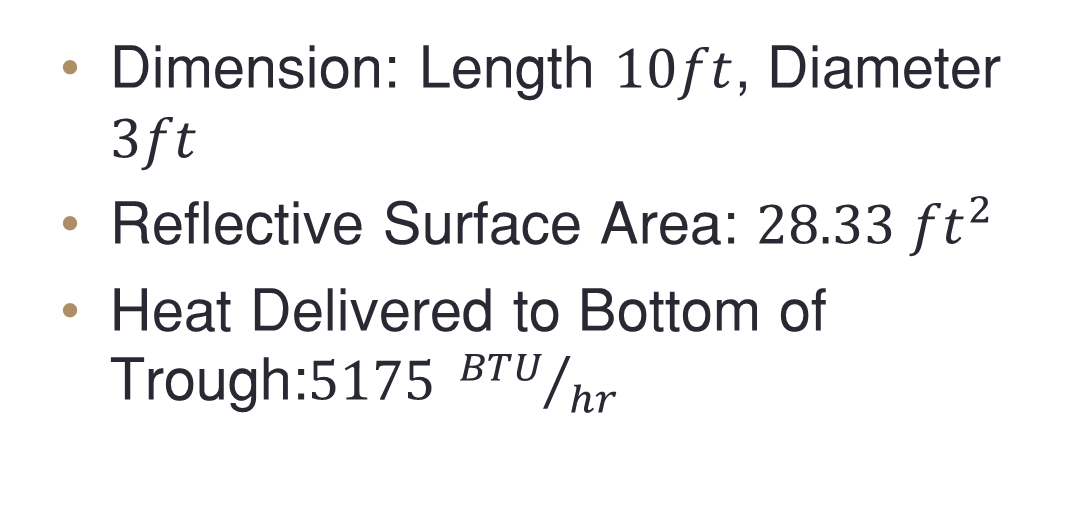 • Dimension: Length 10ft, Diameter
3ft
• Reflective Surface Area: 28.33 ft²
• Heat Delivered to Bottom of
Trough:5175 BTU/hr